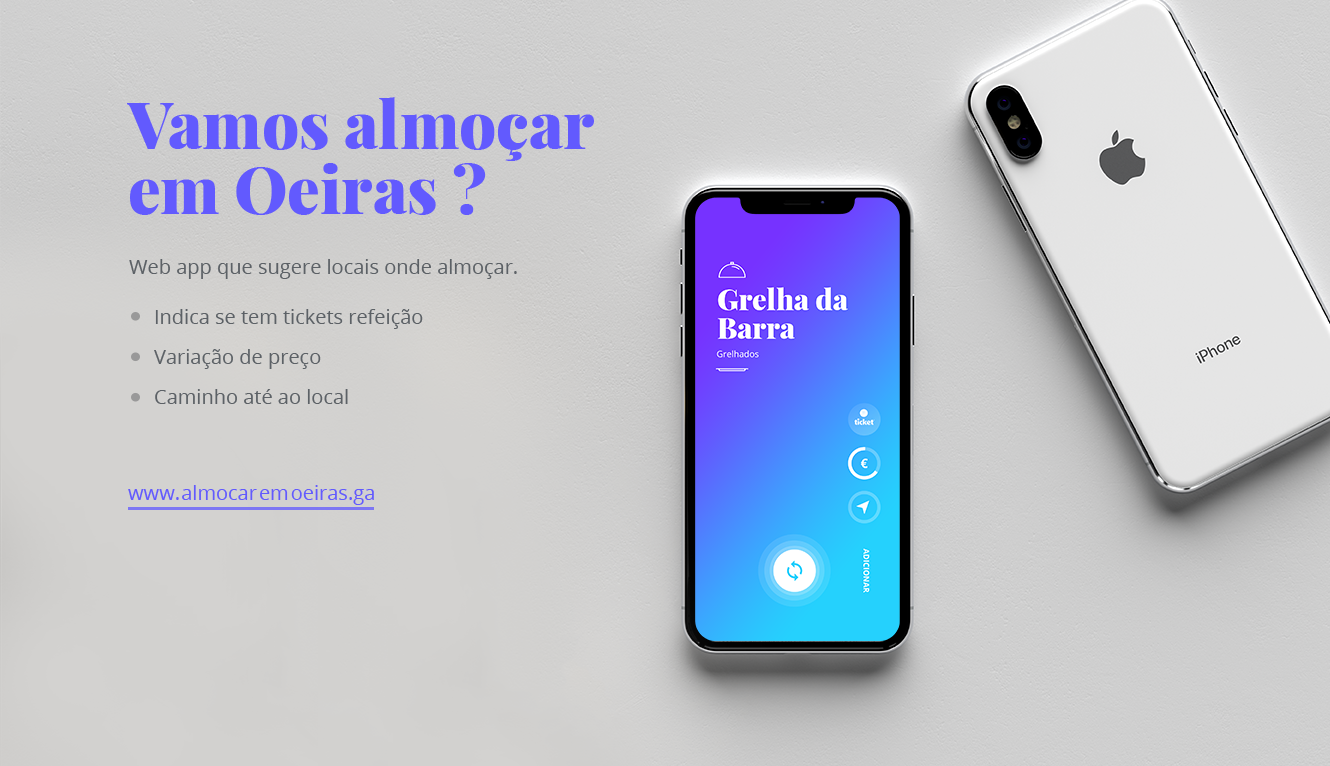 Vamos almoçar
em Oeiras ?
Web app que sugere locais onde almoçar.
Indica se tem tickets refeição
Variação de preço
Caminho até ao local
www.almocaremoeiras.ga
Grelha da
Barra
Grelhados
ticket
€
ADICIONAR
iPhone